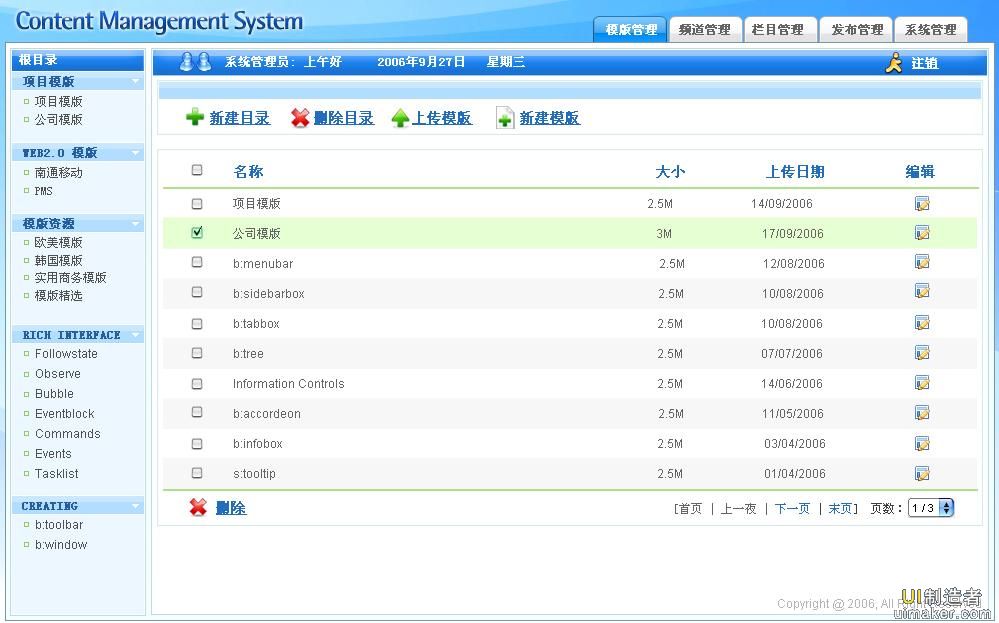 Content Management System
模版管理 频道管理 栏目管理 发布管理 系统管理
根目录
项目模版
项目模版
公司模版
WEB2.0 模版
南通移动
PMS
模版资源
欧美模版
韩国模版
实用商务模版
模版精选
RICH INTERFACE
Followstate
Observe
Bubble
Eventblock
Commands
Events
Tasklist
CREATING
b:toolbar
b:window
系统管理员: 上午好 2006年9月27日 星期三 注销
新建目录 删除目录 上传模版 新建模版
名称 大小 上传日期 编辑
项目模版 2.5M 14/09/2006
公司模版 3M 17/09/2006
b:menubar 2.5M 12/08/2006
b:sidebarbox 2.5M 10/08/2006
b:tabbox 2.5M 10/08/2006
b:tree 2.5M 07/07/2006
Information Controls 2.5M 14/06/2006
b:accordeon 2.5M 11/05/2006
b:infobox 2.5M 03/04/2006
s:tooltip 2.5M 01/04/2006
删除 [首页 | 上一夜 | 下一页 | 末页] 页数: 1/3
Copyright @ 2006, All
UI制造者
uimaker.com